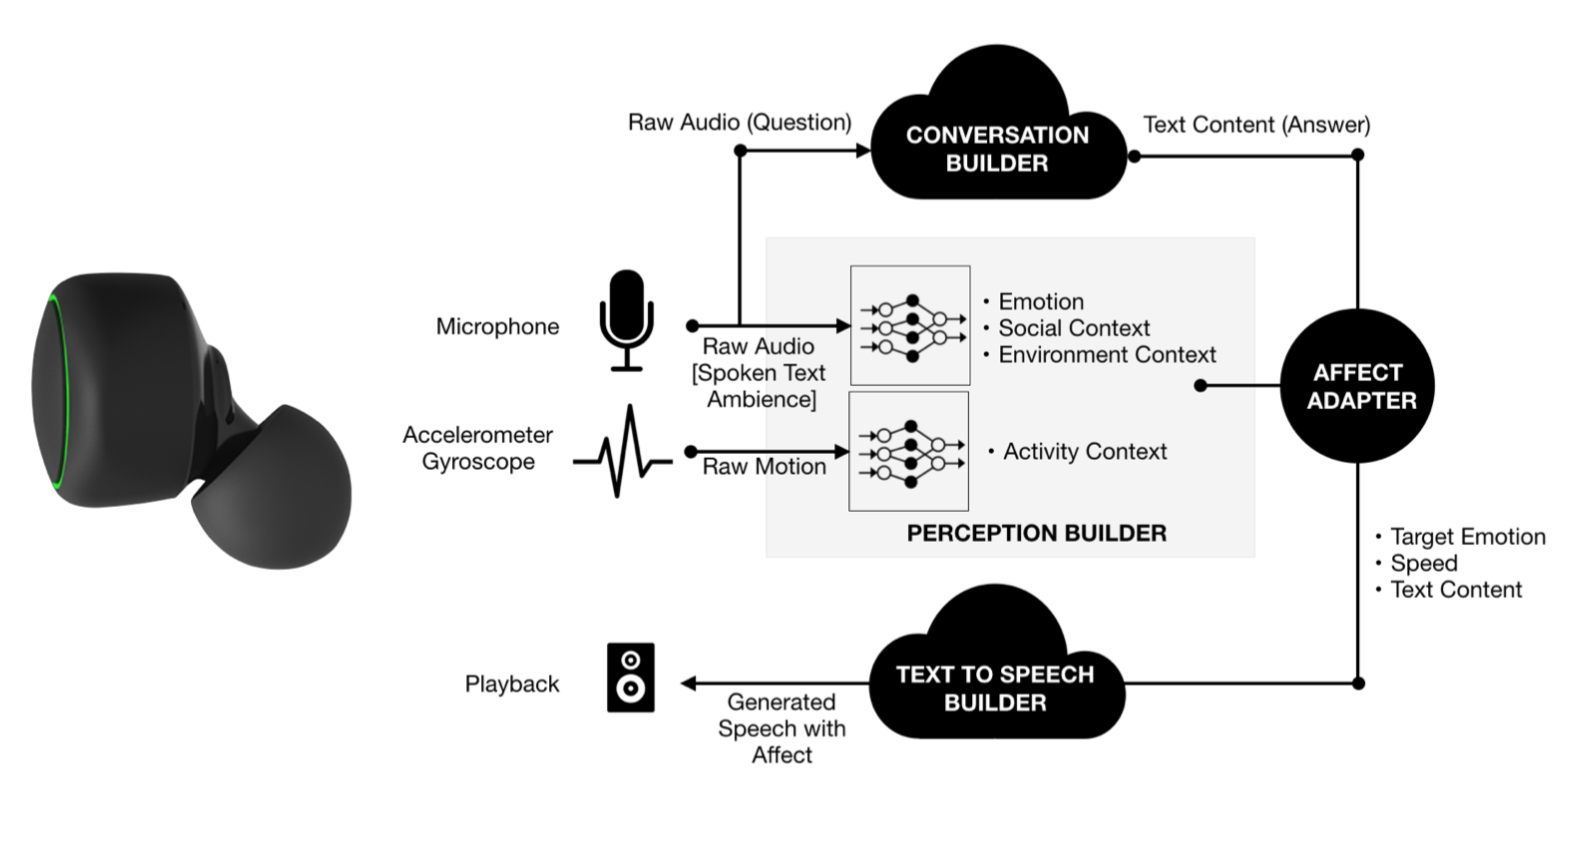 Raw Audio (Question)
CONVERSATION
BUILDER
Text Content (Answer)
Microphone
Raw Audio
[Spoken Text
Ambience]
• Emotion
• Social Context
• Environment Context
AFFECT
ADAPTER
Accelerometer
Gyroscope
Raw Motion
• Activity Context
PERCEPTION BUILDER
• Target Emotion
• Speed
• Text Content
Playback
Generated
Speech with
Affect
TEXT TO SPEECH
BUILDER